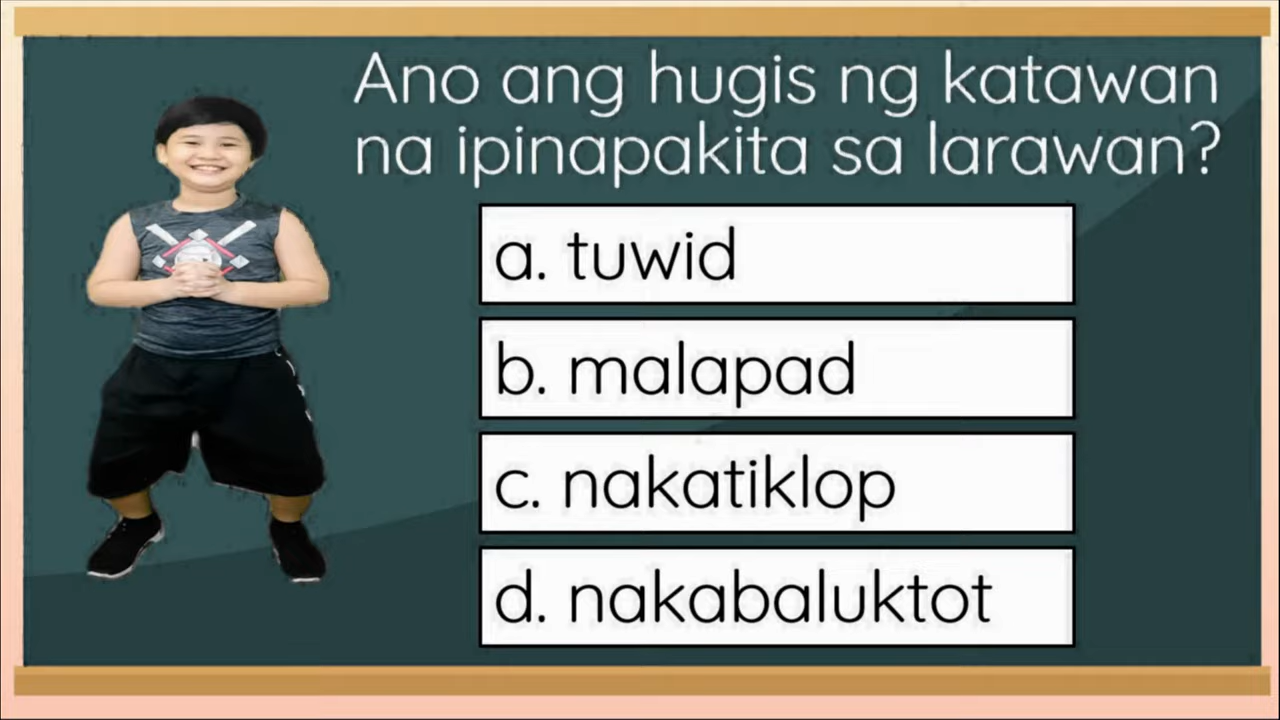 Ano ang hugis ng katawan
na ipinapakita sa larawan?
a. tuwid
b. malapad
c. nakatiklop
d. nakabaluktot